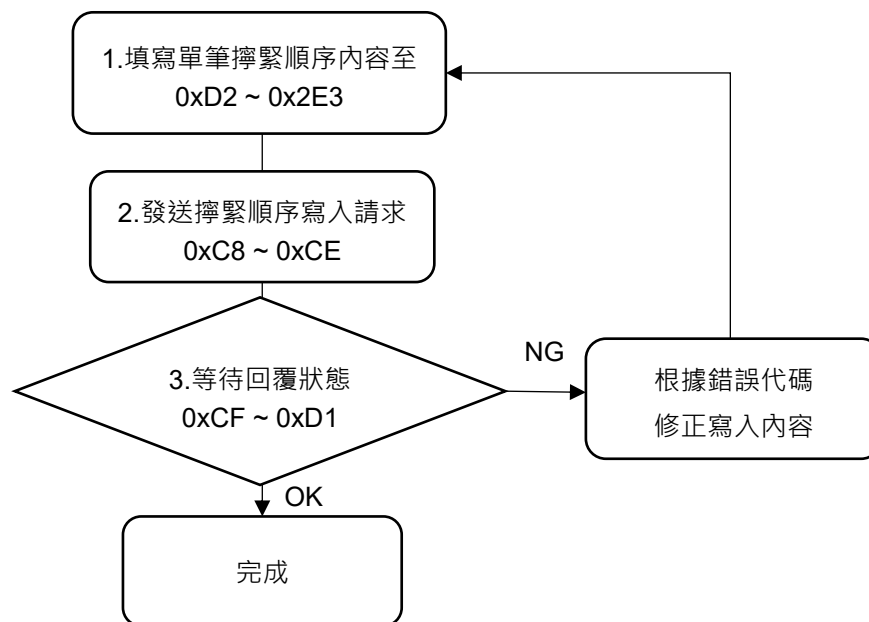 1.填寫單筆擰緊順序內容至
0xD2 ~ 0x2E3
2.發送擰緊順序寫入請求
0xC8 ~ 0xCE
3.等待回覆狀態
0xCF ~ 0xD1
NG
根據錯誤代碼
修正寫入內容
OK
完成